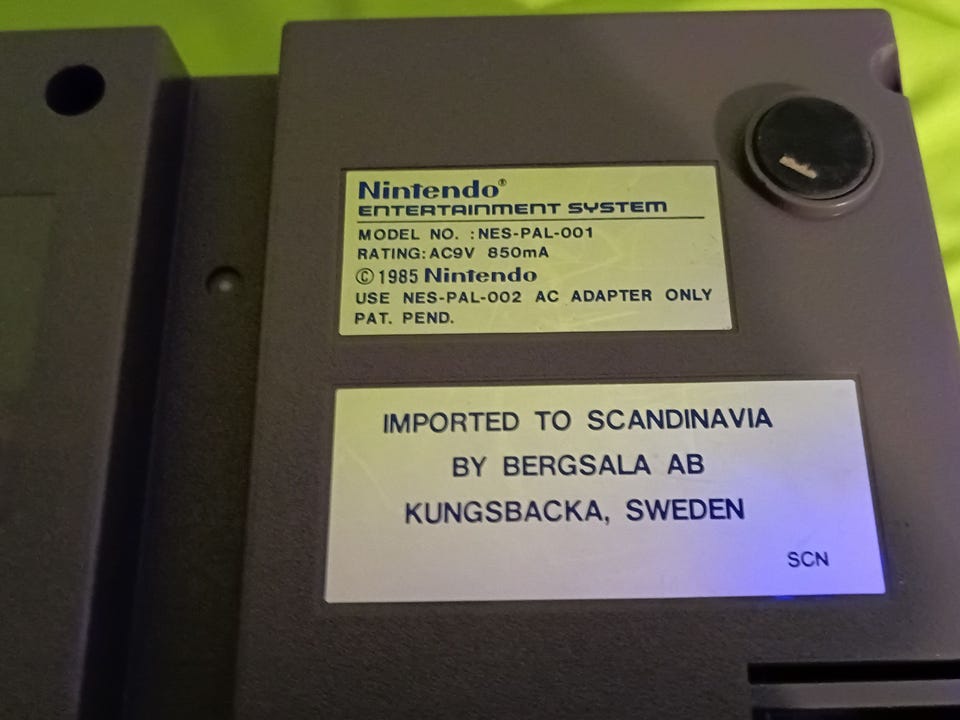 Nintendo®
ENTERTAINMENT SYSTEM
MODEL NO. :NES-PAL-001
RATING:AC9V 850mA
©1985 Nintendo
USE NES-PAL-002 AC ADAPTER ONLY
PAT. PEND.
IMPORTED TO SCANDINAVIA
BY BERGSALA AB
KUNGSBACKA, SWEDEN
SCN